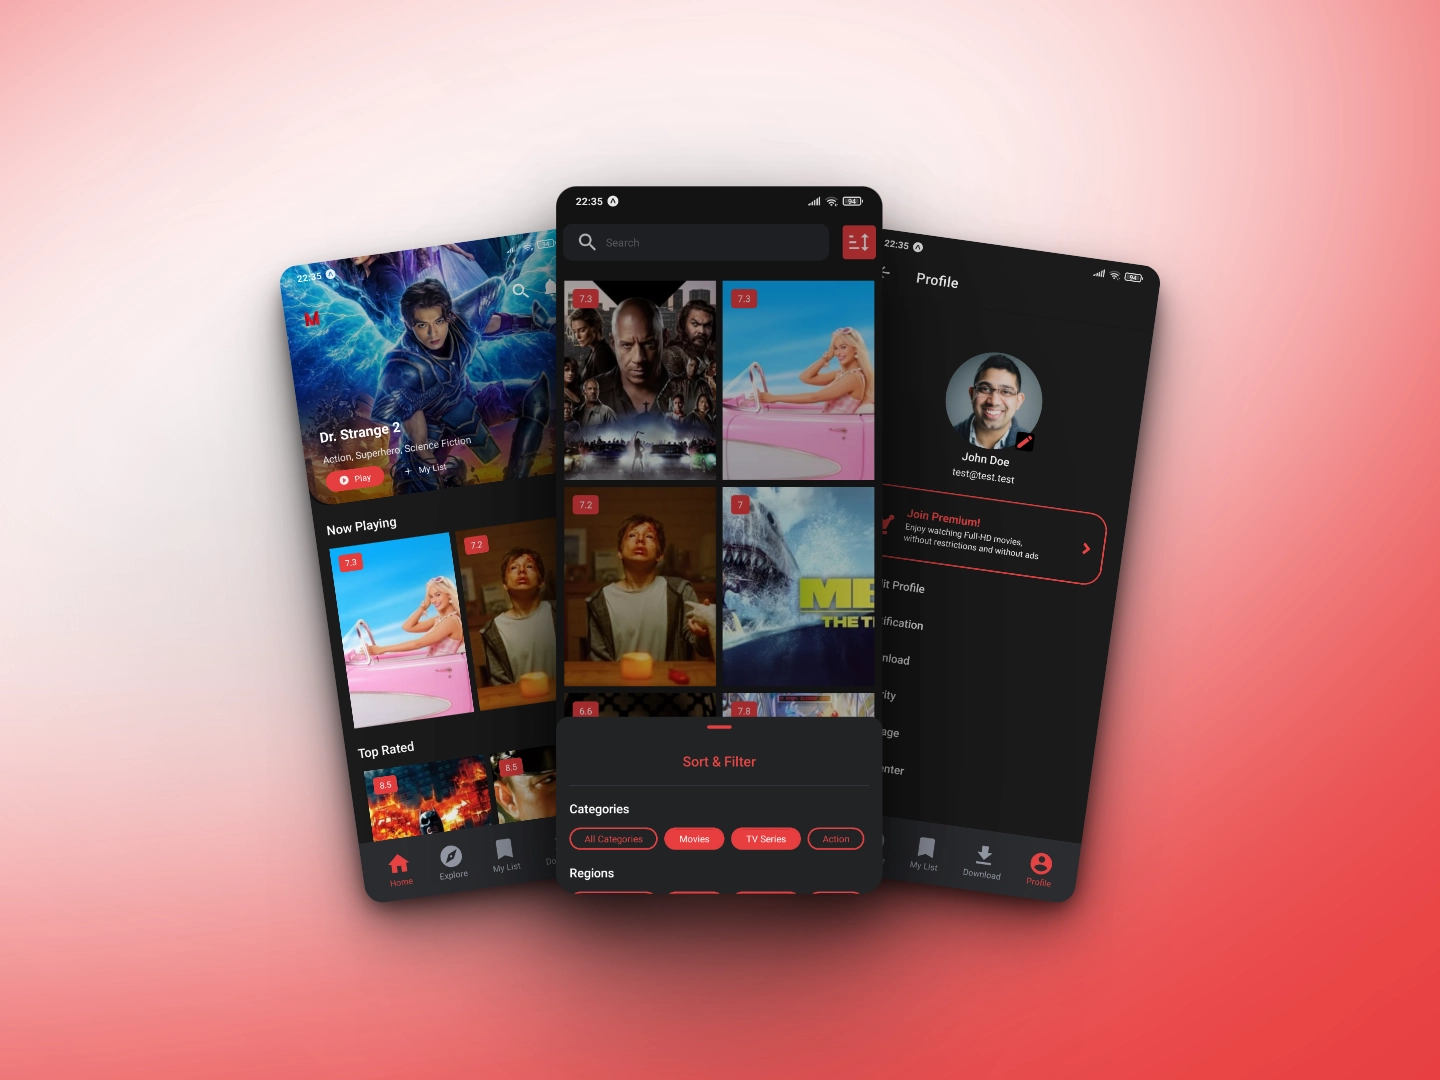 22:35
M
Dr. Strange 2
Action, Superhero, Science Fiction
Play
+ My List
Now Playing
7.3
7.2
Top Rated
8.5
8.5
Home
Explore
My List
Do
22:35
94
Search
7.3
7.3
7.2
7
ME
THE T
6.6
7.8
Sort & Filter
Categories
All Categories
Movies
TV Series
Action
Regions
22:35
94
Profile
John Doe
test@test.test
Join Premium!
Enjoy watching Full-HD movies,
without restrictions and without ads
it Profile
ification
nload
rity
age
enter
My List
Download
Profile